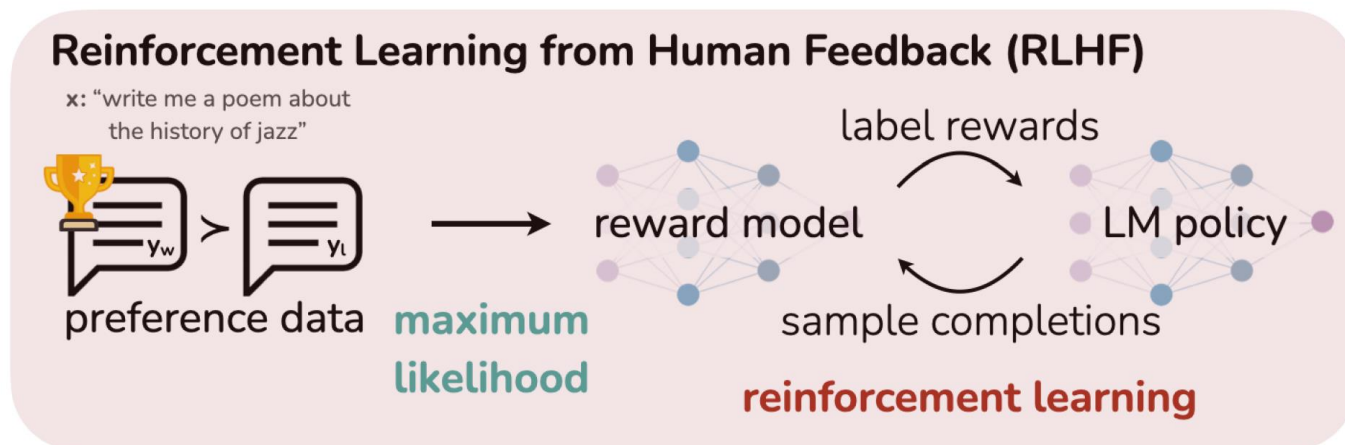 Reinforcement Learning from Human Feedback (RLHF)
x: “write me a poem about
the history of jazz”
label rewards
yw
≻
yl
reward model
LM policy
preference data
maximum
likelihood
sample completions
reinforcement learning